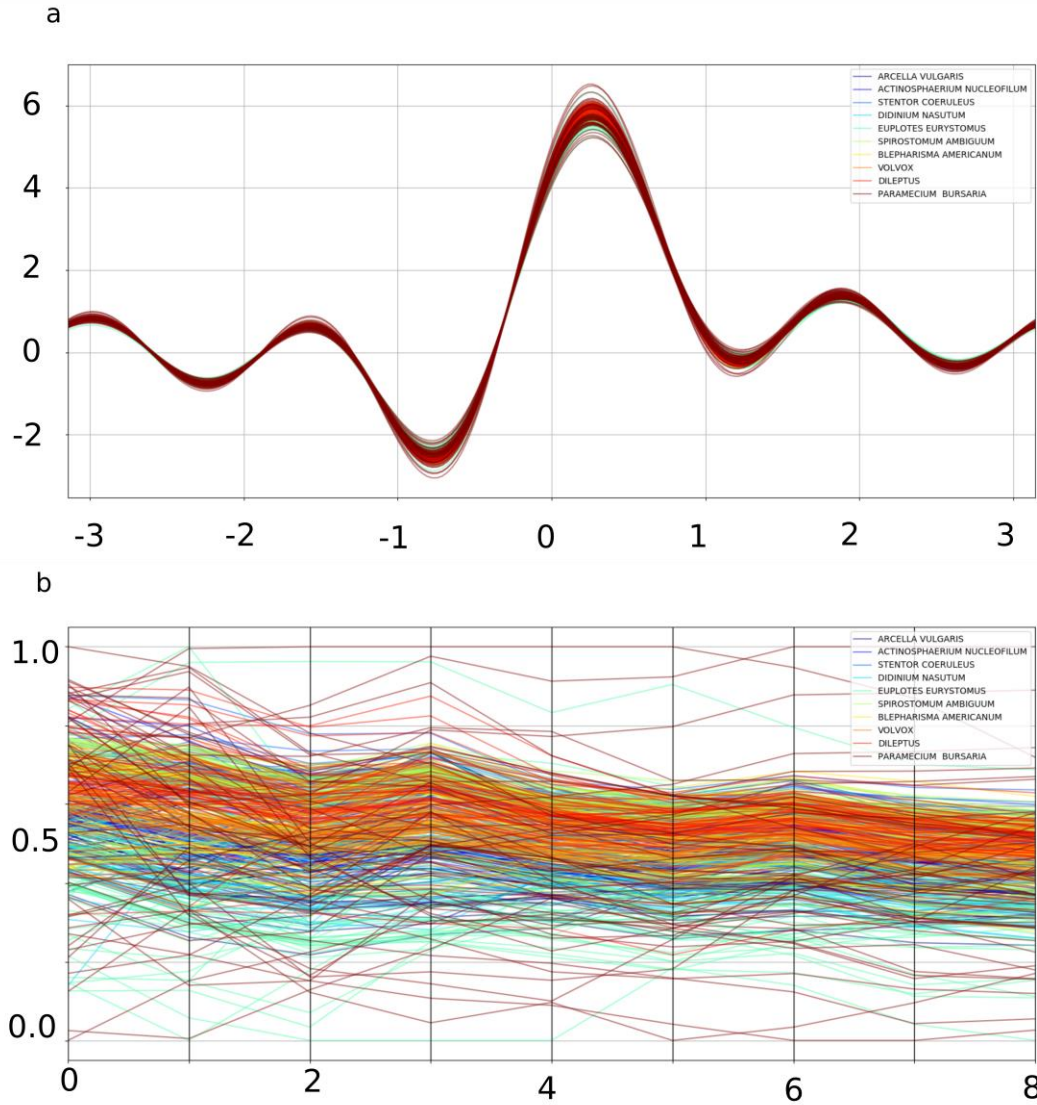 a
6
4
2
0
-2
-3 -2 -1 0 1 2 3
ARCELLA VULGARIS
ACTINOSPHAERIUM NUCLEOFILUM
STENTOR COERULEUS
DIDINIUM NASUTUM
EUPLOTES EURYSTOMUS
SPIROSTOMUM AMBIGUUM
BLEPHARISMA AMERICANUM
VOLVOX
DILEPTUS
PARAMECIUM BURSARIA
b
1.0
0.5
0.0
0 2 4 6 8
ARCELLA VULGARIS
ACTINOSPHAERIUM NUCLEOFILUM
STENTOR COERULEUS
DIDINIUM NASUTUM
EUPLOTES EURYSTOMUS
SPIROSTOMUM AMBIGUUM
BLEPHARISMA AMERICANUM
VOLVOX
DILEPTUS
PARAMECIUM BURSARIA